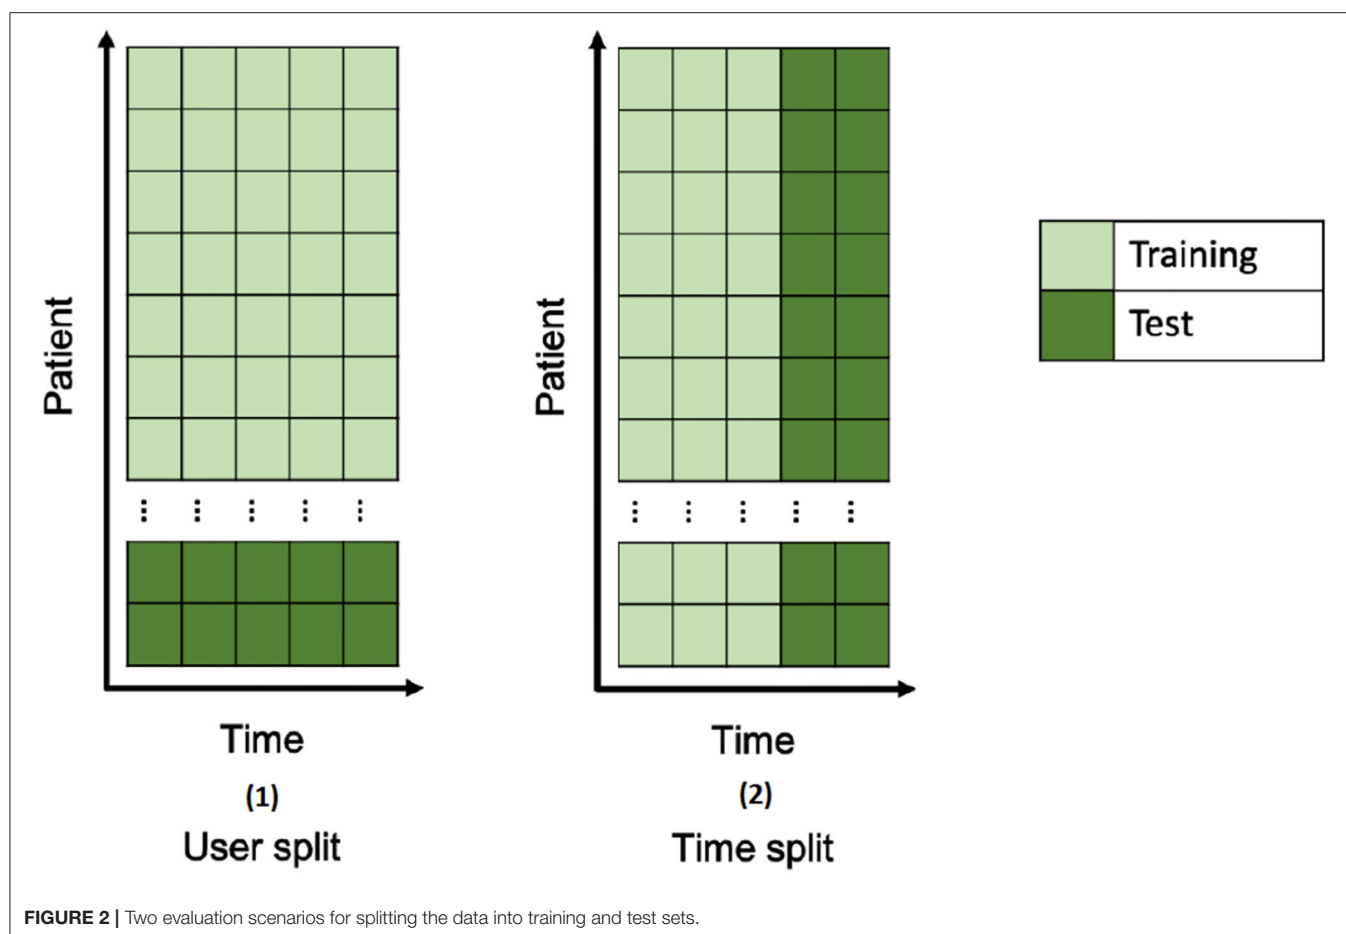 Patient
Time
(1)
User split
Patient
Time
(2)
Time split
Training
Test
FIGURE 2 | Two evaluation scenarios for splitting the data into training and test sets.